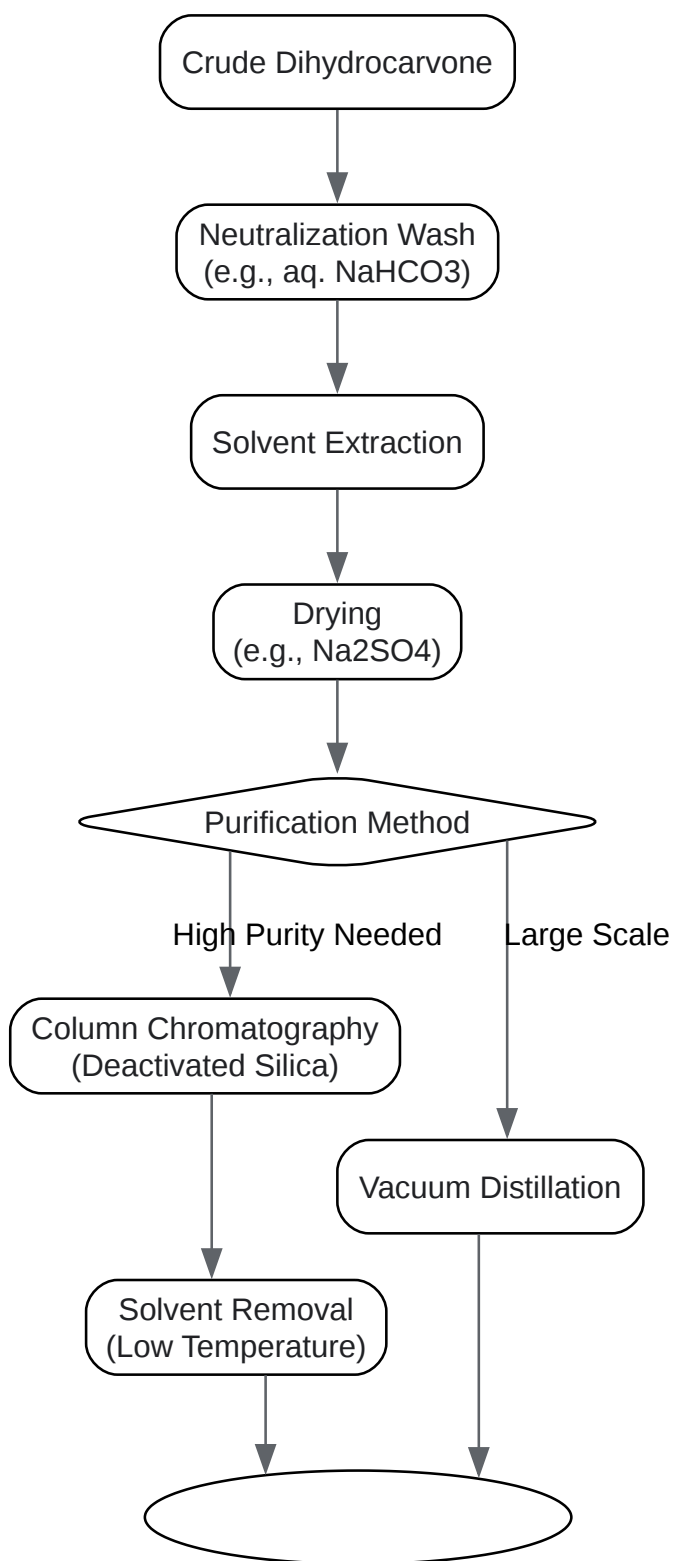 Crude Dihydrocarvone
Neutralization Wash
(e.g., aq. NaHCO3)
Solvent Extraction
Drying
(e.g., Na2SO4)
Purification Method
High Purity Needed
Large Scale
Column Chromatography
(Deactivated Silica)
Vacuum Distillation
Solvent Removal
(Low Temperature)